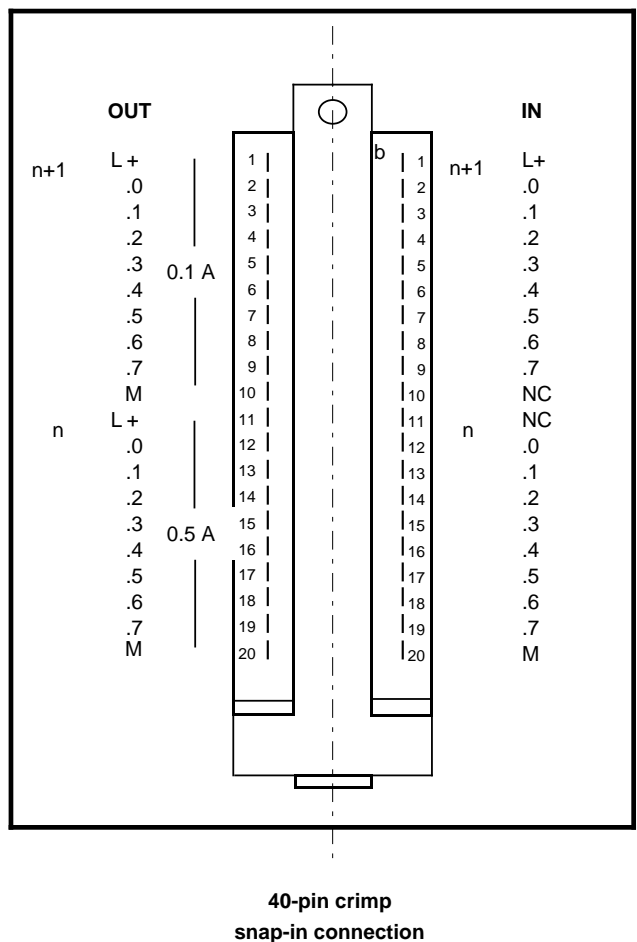 OUT IN
b
n+1 L + 1 1 n+1 L+
.0 2 2 .0
.1 3 3 .1
.2 4 4 .2
.3 0.1 A 5 5 .3
.4 6 6 .4
.5 7 7 .5
.6 8 8 .6
.7 9 9 .7
M 10 10 NC
n L + 11 11 n NC
.0 12 12 .0
.1 13 13 .1
.2 14 14 .2
.3 0.5 A 15 15 .3
.4 16 16 .4
.5 17 17 .5
.6 18 18 .6
.7 19 19 .7
M 20 20 M
40-pin crimp
snap-in connection